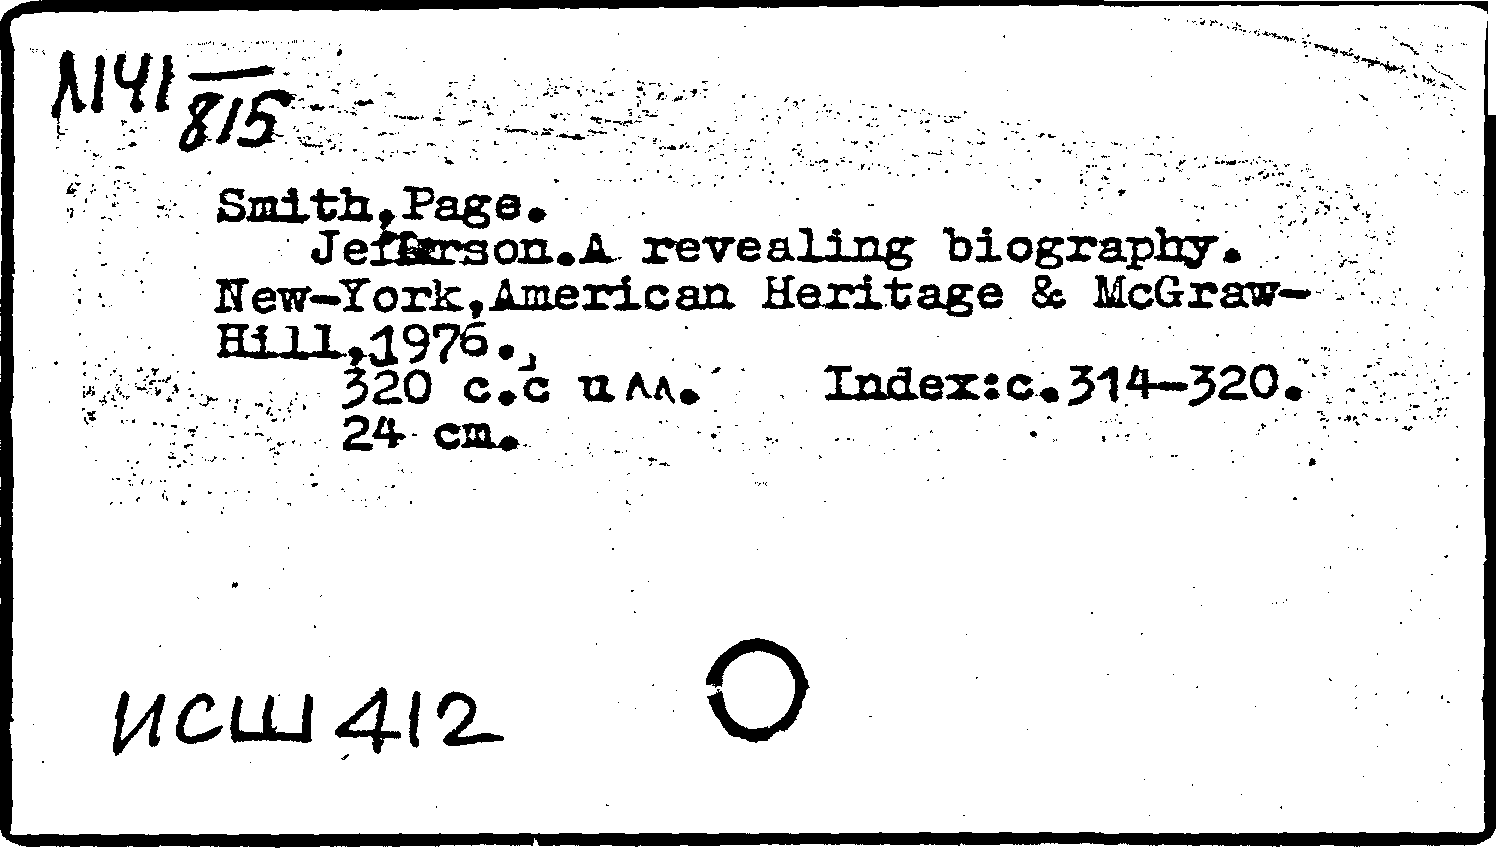 Л141 — 815
Smith,Page.
Jefferson.A revealing biography.
New-York,American Heritage & McGraw-
Hill,1976.,
320 c.c илл. Index:c.314-320.
24 cm.
ИСШ 412